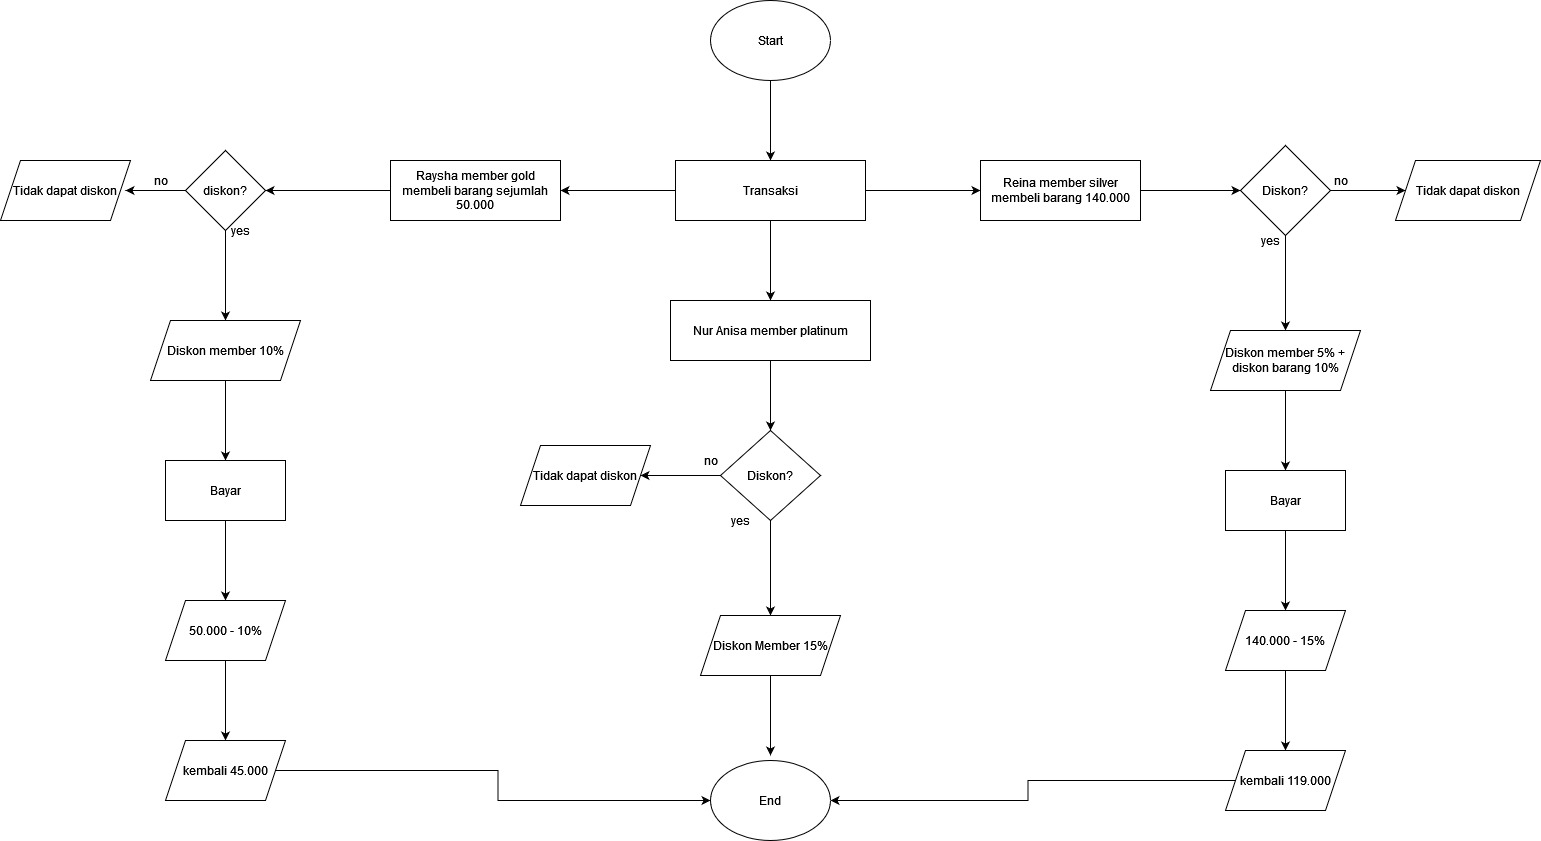 Start
Tidak dapat diskon
no
diskon?
yes
Raysha member gold
membeli barang sejumlah
50.000
Transaksi
Reina member silver
membeli barang 140.000
Diskon?
no
yes
Tidak dapat diskon
Diskon member 10%
Nur Anisa member platinum
Diskon member 5% +
diskon barang 10%
Bayar
Tidak dapat diskon
no
Diskon?
yes
Bayar
50.000 - 10%
Diskon Member 15%
140.000 - 15%
kembali 45.000
End
kembali 119.000